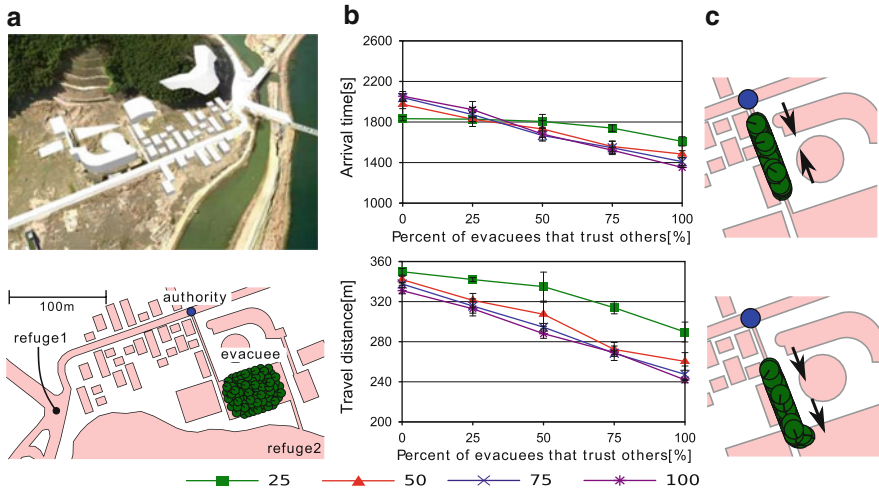 a
100m
authority
refuge1
evacuee
refuge2
b
Arrival time[s]
2600
2200
1800
1400
1000
0 25 50 75 100
Percent of evacuees that trust others[%]
Travel distance[m]
360
320
280
240
200
0 25 50 75 100
Percent of evacuees that trust others[%]
c
25 50 75 100